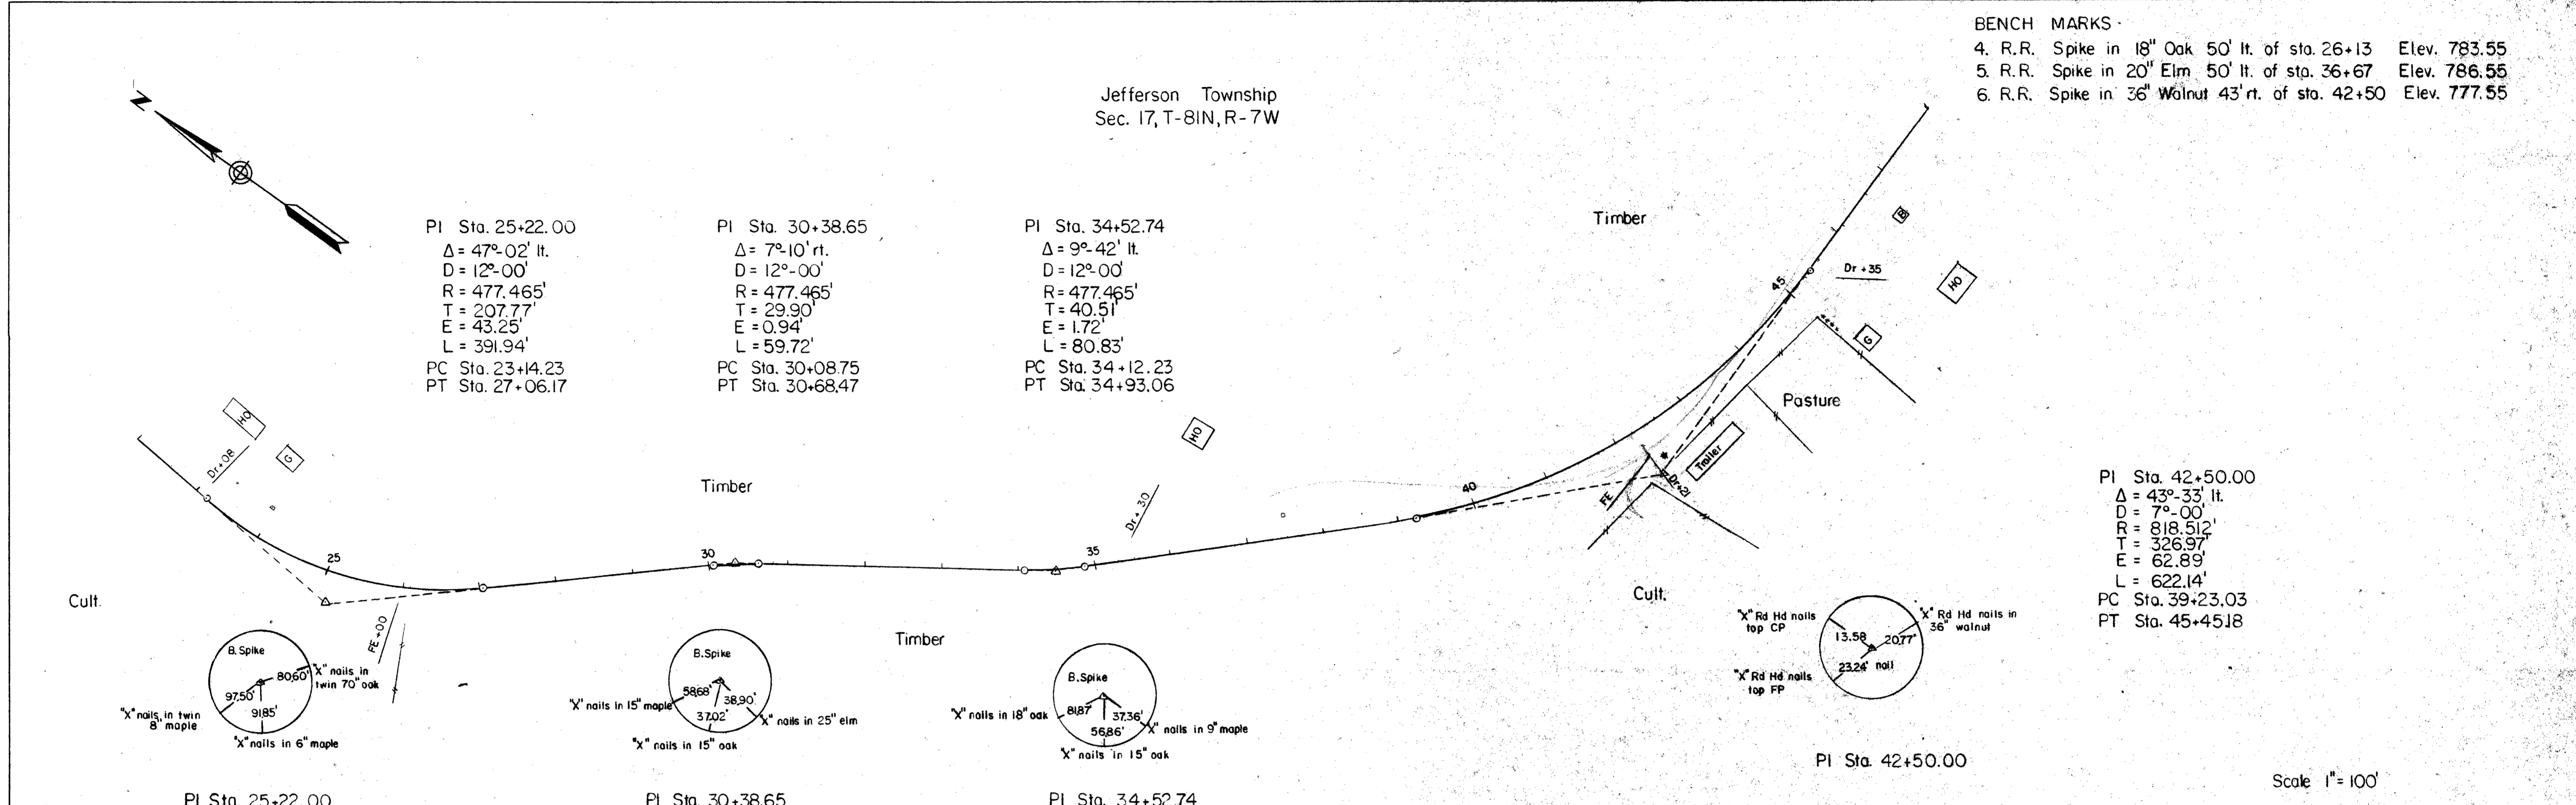 BENCH MARKS
4. R.R. Spike in 18" Oak 50' lt. of sta. 26+13 Elev. 783.55
5. R.R. Spike in 20" Elm 50' lt. of sta. 36+67 Elev. 786.55
6. R.R. Spike in 36" Walnut 43' rt. of sta. 42+50 Elev. 777.55
Jefferson Township
Sec. 17, T-81N, R-7W
N
PI Sta. 25+22.00
Δ = 47°-02' lt.
D = 12°-00'
R = 477.465'
T = 207.77'
E = 43.25'
L = 391.94'
PC Sta. 23+14.23
PT Sta. 27+06.17
PI Sta. 30+38.65
Δ = 7°-10' rt.
D = 12°-00'
R = 477.465'
T = 29.90'
E = 0.94'
L = 59.72'
PC Sta. 30+08.75
PT Sta. 30+68.47
PI Sta. 34+52.74
Δ = 9°-42' lt.
D = 12°-00'
R = 477.465'
T = 40.51'
E = 1.72'
L = 80.83'
PC Sta. 34+12.23
PT Sta. 34+93.06
Timber
B
Dr +35
HO
45
G
Pasture
Trailer
Dr+21
FE
40
HO
G
Dr+08
HO
Timber
Dr+30
25
30
35
PI Sta. 42+50.00
Δ = 43°-33' lt.
D = 7°-00'
R = 818.512'
T = 326.97'
E = 62.89'
L = 622.14'
PC Sta. 39+23.03
PT Sta. 45+45.18
Cult.
FE+00
Timber
Cult.
B. Spike
80.60'
"X" nails in
twin 70" oak
97.50'
91.85'
"X" nails in twin
8" maple
"X" nails in 6" maple
PI Sta. 25+22.00
B. Spike
58.68'
"X" nails in 15" maple
38.90'
37.02'
"X" nails in 25" elm
"X" nails in 15" oak
PI Sta. 30+38.65
B. Spike
"X" nails in 18" oak
81.87'
37.36'
56.86'
"X" nails in 9" maple
"X" nails in 15" oak
PI Sta. 34+52.74
"X" Rd Hd nails
top CP
"X" Rd Hd nails in
36" walnut
13.58
20.77'
23.24'
nail
"X" Rd Hd nails
top FP
PI Sta. 42+50.00
Scale 1" = 100'